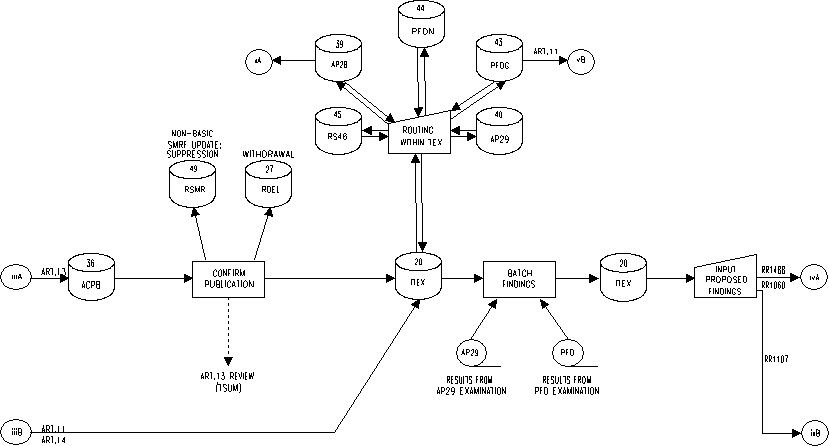 44
PFDN
39
AP28
43
PFDG
ART.11
vA
vB
45
RS46
ROUTING
WITHIN TEX
40
AP29
NON-BASIC
SMRF UPDATE:
SUPPRESSION
49
RSMR
WITHDRAWAL
27
RDEL
iiiA
ART.13
36
ACPB
CONFIRM
PUBLICATION
20
TEX
BATCH
FINDINGS
20
TEX
INPUT
PROPOSED
FINDINGS
RR1488
RR1060
ivA
ART.13 REVIEW
(TSUM)
AP29
PFD
RESULTS FROM
AP29 EXAMINATION
RESULTS FROM
PFD EXAMINATION
RR1107
iiiB
ART.11
ART.14
ivB